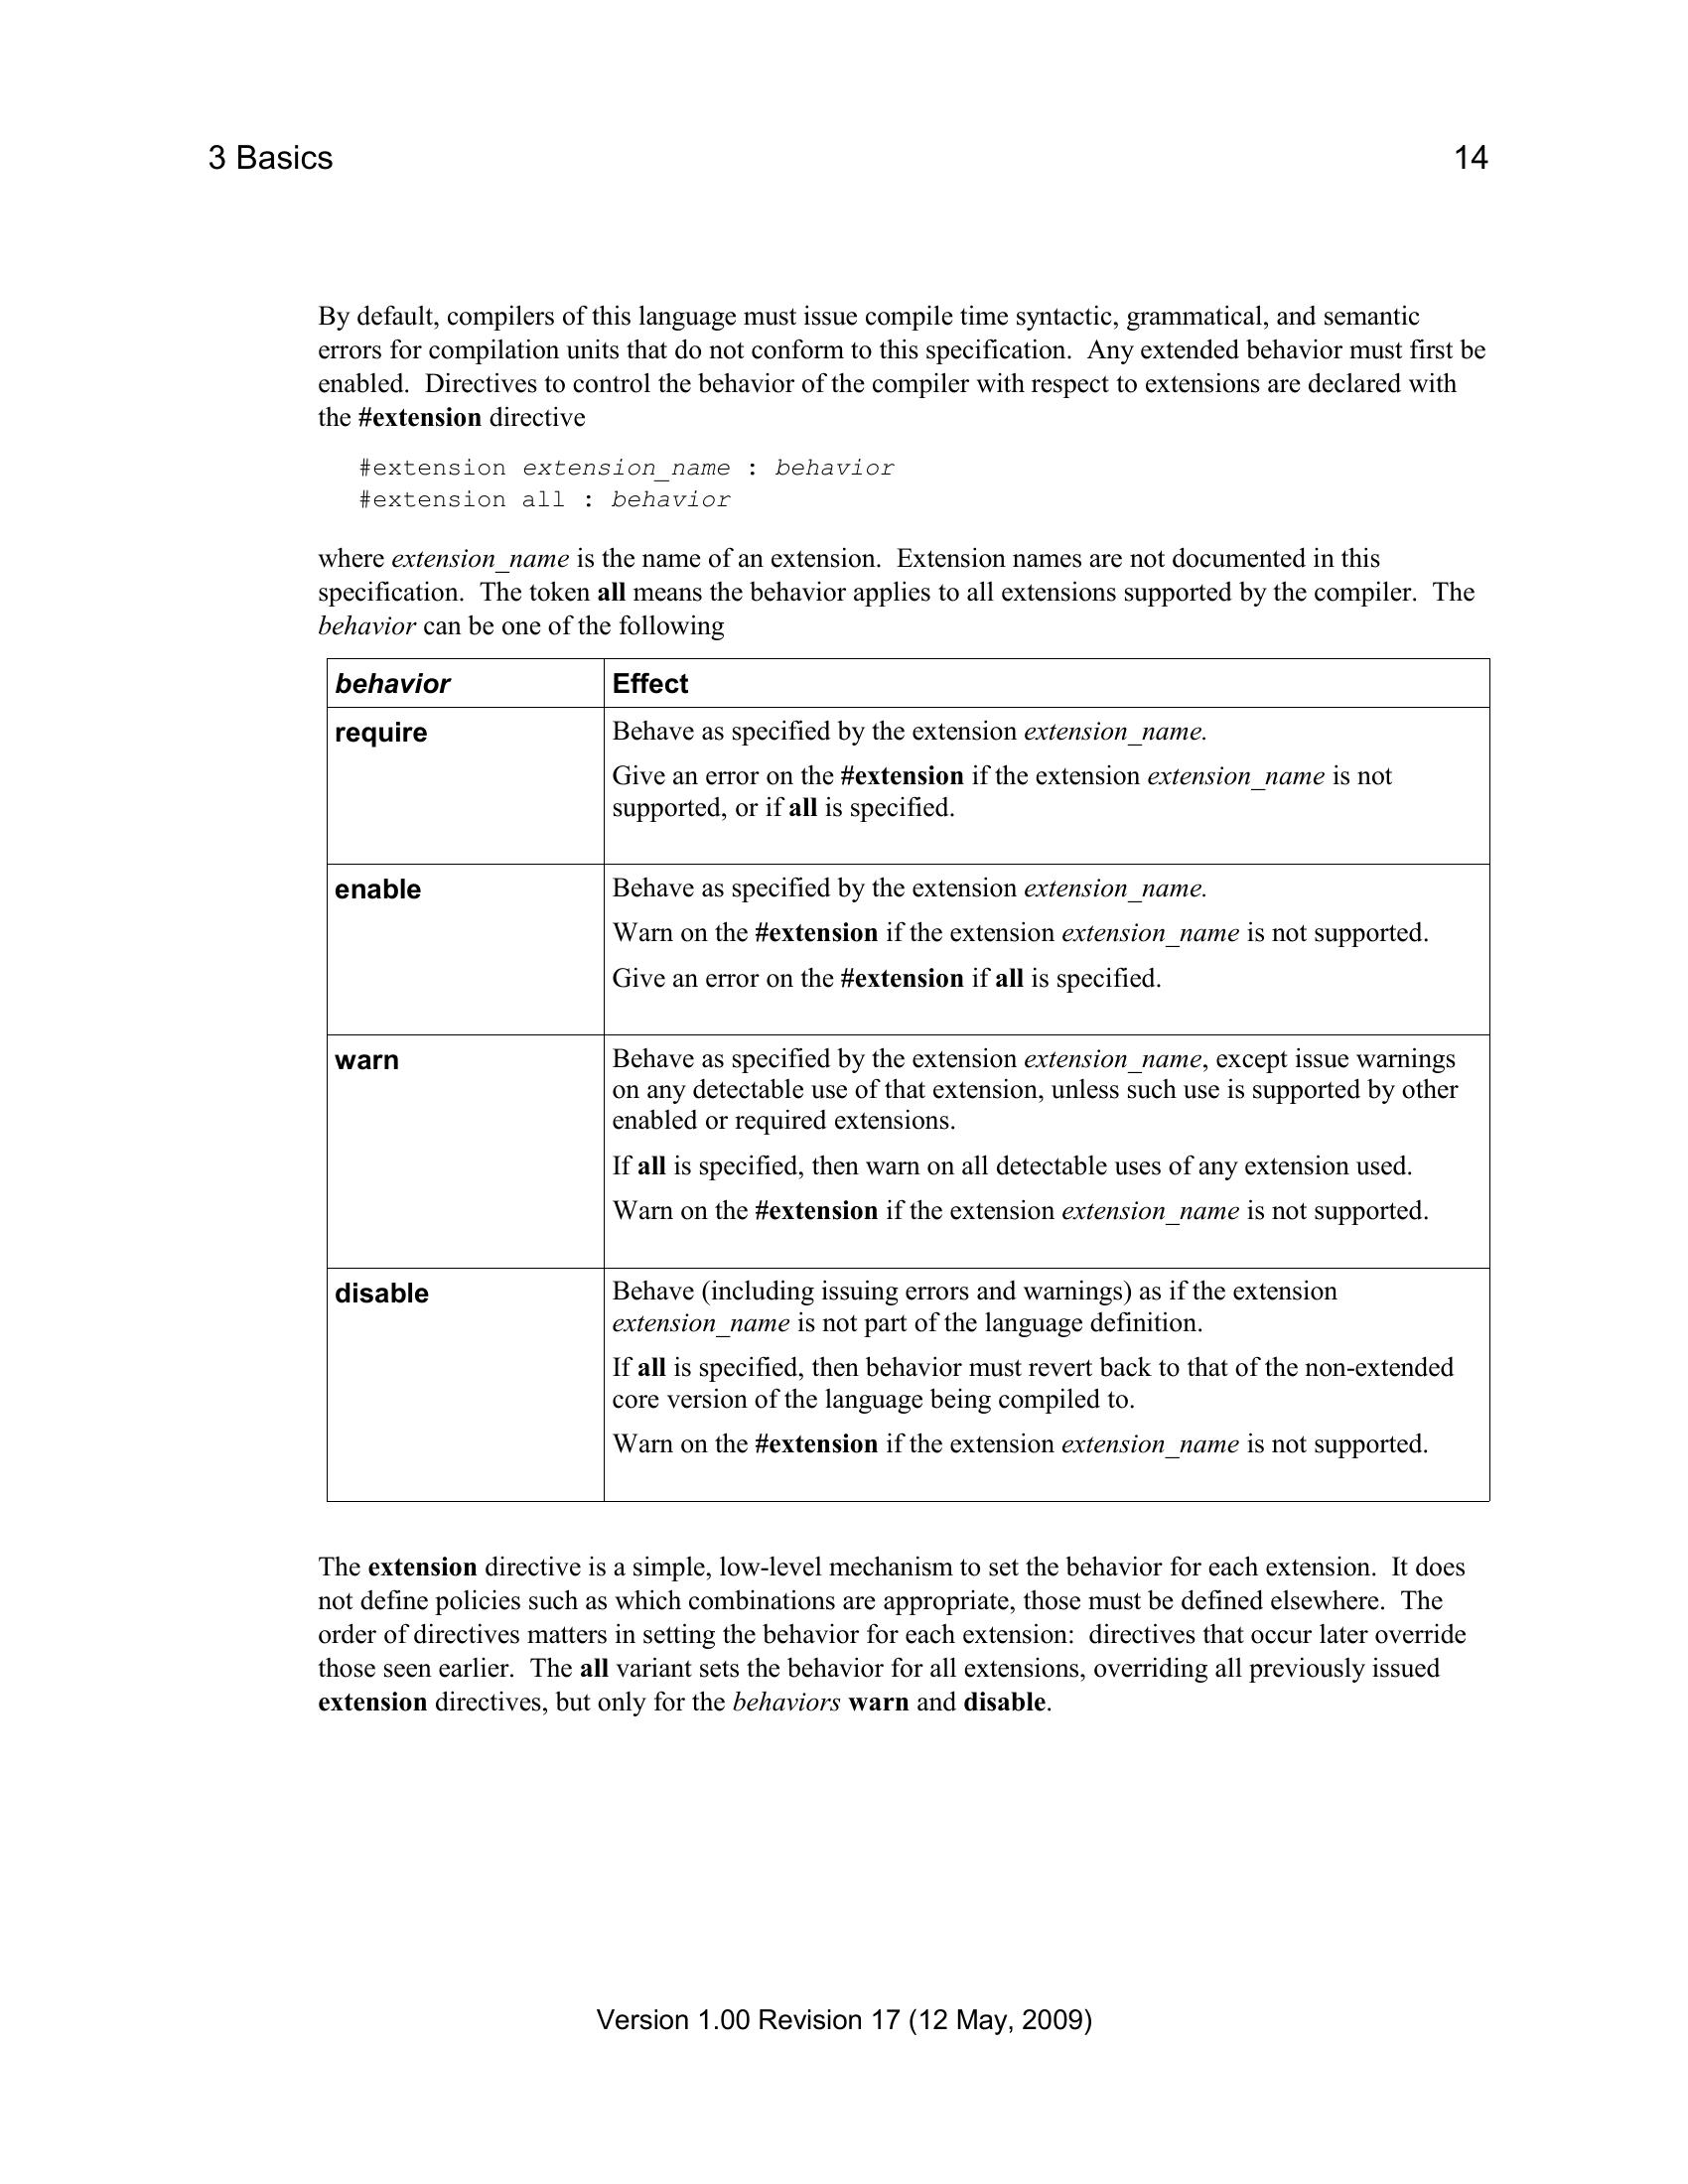 3 Basics 14
By default, compilers of this language must issue compile time syntactic, grammatical, and semantic
errors for compilation units that do not conform to this specification.  Any extended behavior must first be
enabled.  Directives to control the behavior of the compiler with respect to extensions are declared with
the #extension directive
#extension extension_name : behavior
#extension all : behavior
where extension_name is the name of an extension.  Extension names are not documented in this
specification.  The token all means the behavior applies to all extensions supported by the compiler.  The
behavior can be one of the following
behavior Effect
require Behave as specified by the extension extension_name.
Give an error on the #extension if the extension extension_name is not
supported, or if all is specified.
enable Behave as specified by the extension extension_name.
Warn on the #extension if the extension extension_name is not supported.
Give an error on the #extension if all is specified.
warn Behave as specified by the extension extension_name, except issue warnings
on any detectable use of that extension, unless such use is supported by other
enabled or required extensions.
If all is specified, then warn on all detectable uses of any extension used.
Warn on the #extension if the extension extension_name is not supported.
disable Behave (including issuing errors and warnings) as if the extension
extension_name is not part of the language definition.
If all is specified, then behavior must revert back to that of the non-extended
core version of the language being compiled to.
Warn on the #extension if the extension extension_name is not supported.
The extension directive is a simple, low-level mechanism to set the behavior for each extension.  It does
not define policies such as which combinations are appropriate, those must be defined elsewhere.  The
order of directives matters in setting the behavior for each extension:  directives that occur later override
those seen earlier.  The all variant sets the behavior for all extensions, overriding all previously issued
extension directives, but only for the behaviors warn and disable.
Version 1.00 Revision 17 (12 May, 2009)